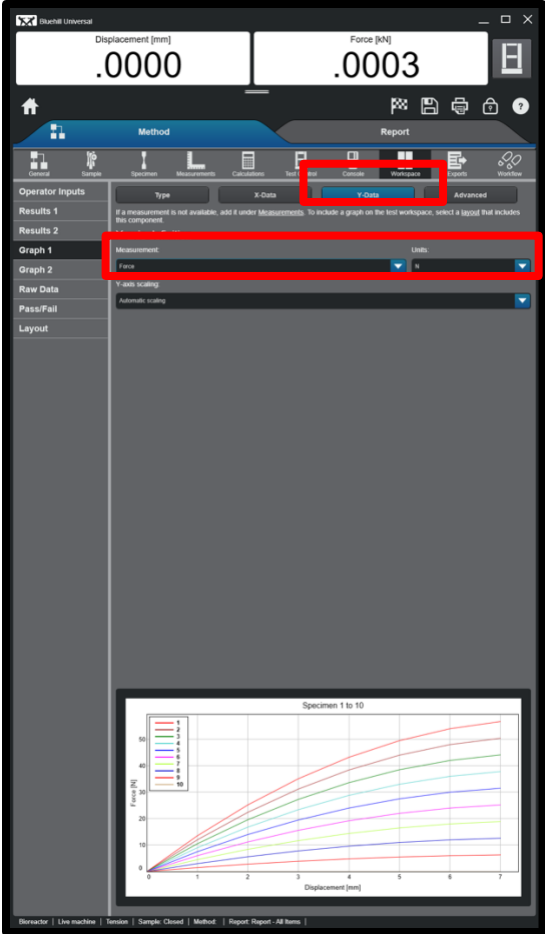 Bluehill Universal
Displacement [mm]
.0000
Force [kN]
.0003
Method
Report
General
Sample
Specimen
Measurements
Calculations
Test Control
Console
Workspace
Exports
Workflow
Operator Inputs
Results 1
Results 2
Graph 1
Graph 2
Raw Data
Pass/Fail
Layout
Type
X-Data
Y-Data
Advanced
If a measurement is not available, add it under Measurements. To include a graph on the test workspace, select a layout that includes
this component.
Measurement:
Units:
Force
N
Y-axis scaling:
Automatic scaling
Specimen 1 to 10
1
2
3
4
5
6
7
8
9
10
Force [N]
50
40
30
20
10
0
0
1
2
3
4
5
6
7
Displacement [mm]
Bioreactor | Live machine | Tension | Sample: Closed | Method: | Report: Report - All Items |